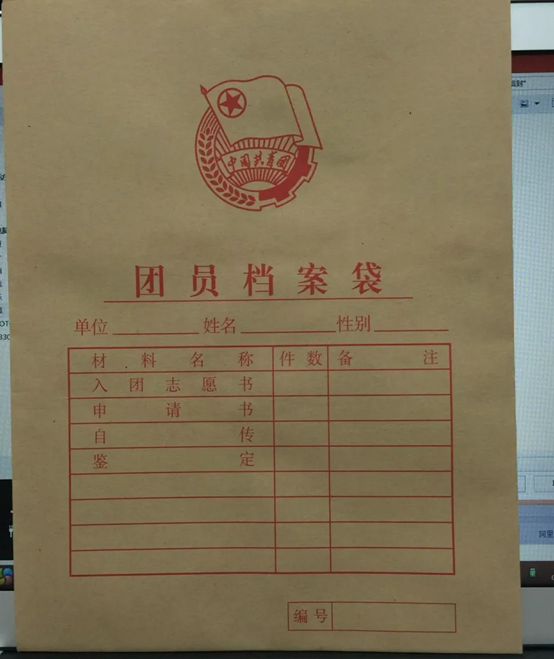 中国共青团
团员档案袋
单位 姓名 性别
材料名称 件数 备注
入团志愿书
申请书
自传
鉴定
编号